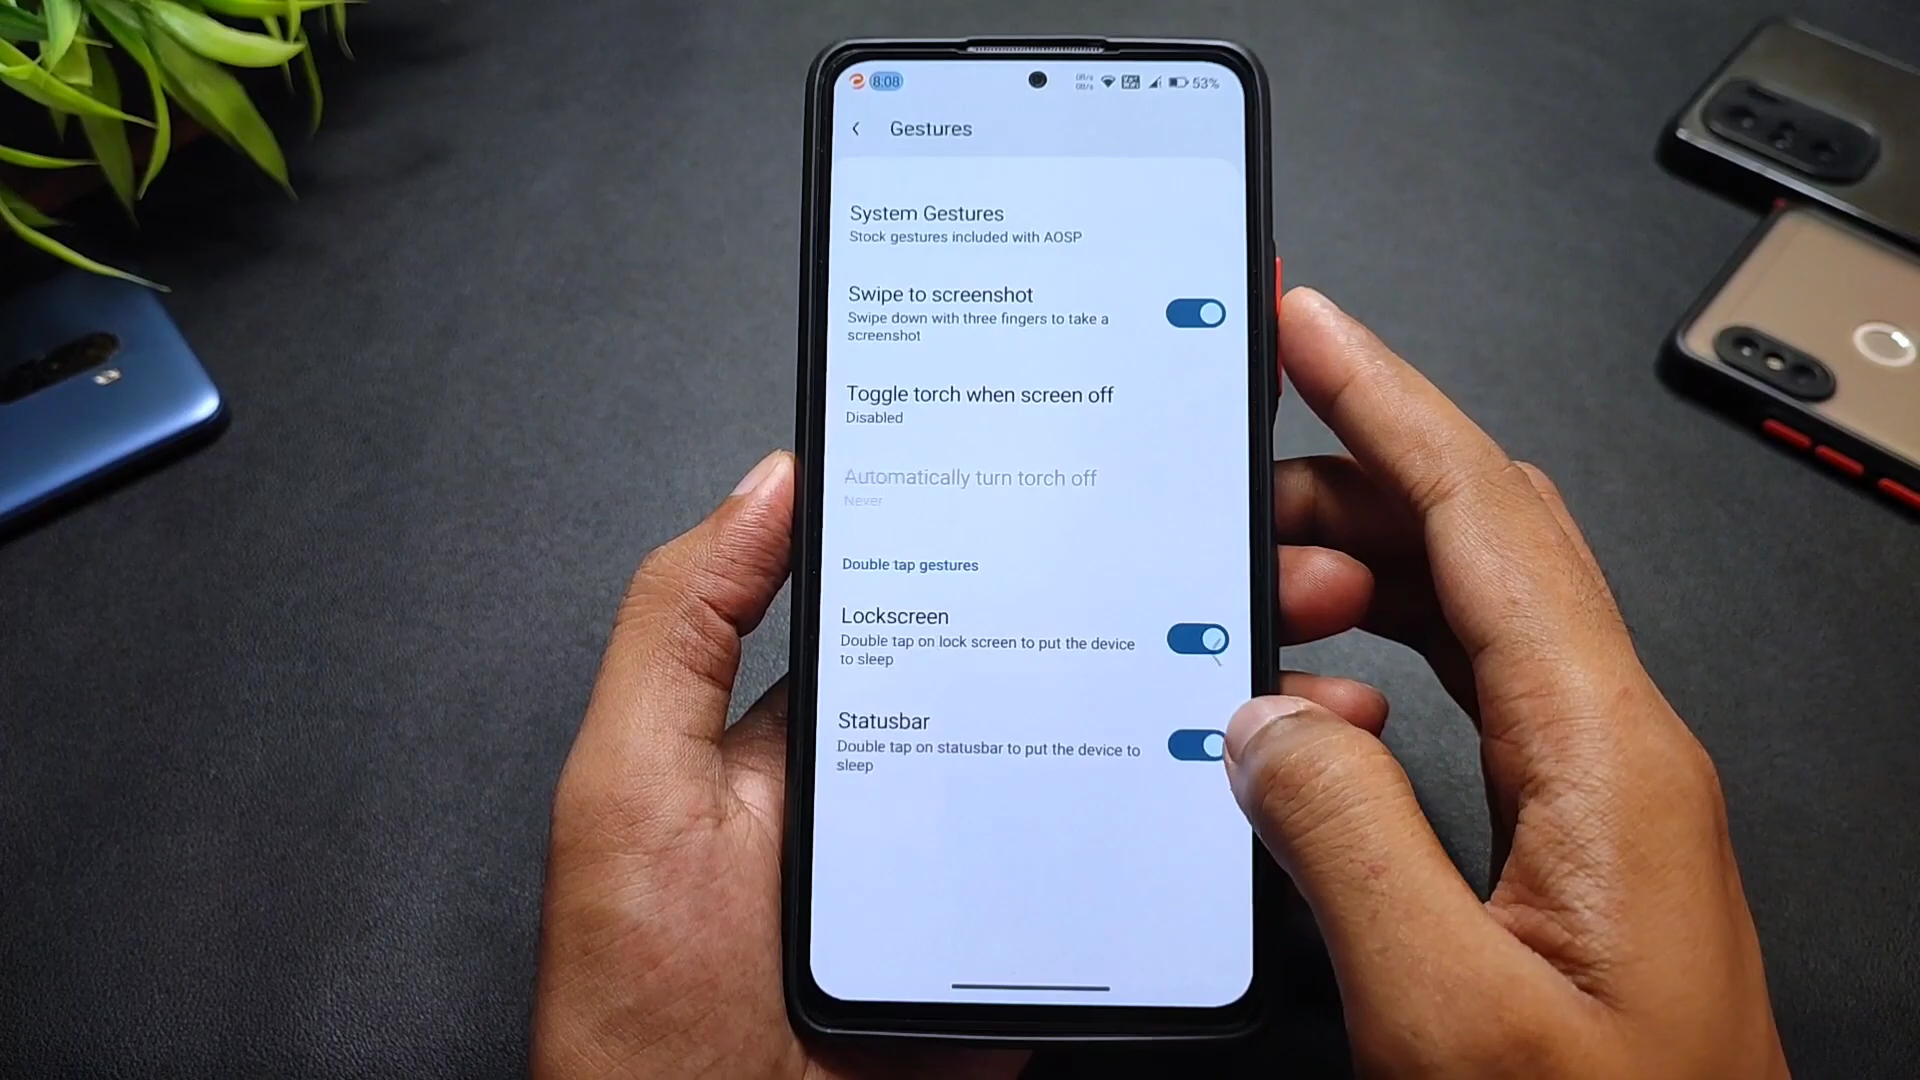 8:08
53%
Gestures
System Gestures
Stock gestures included with AOSP
Swipe to screenshot
Swipe down with three fingers to take a
screenshot
Toggle torch when screen off
Disabled
Automatically turn torch off
Never
Double tap gestures
Lockscreen
Double tap on lock screen to put the device
to sleep
Statusbar
Double tap on statusbar to put the device to
sleep